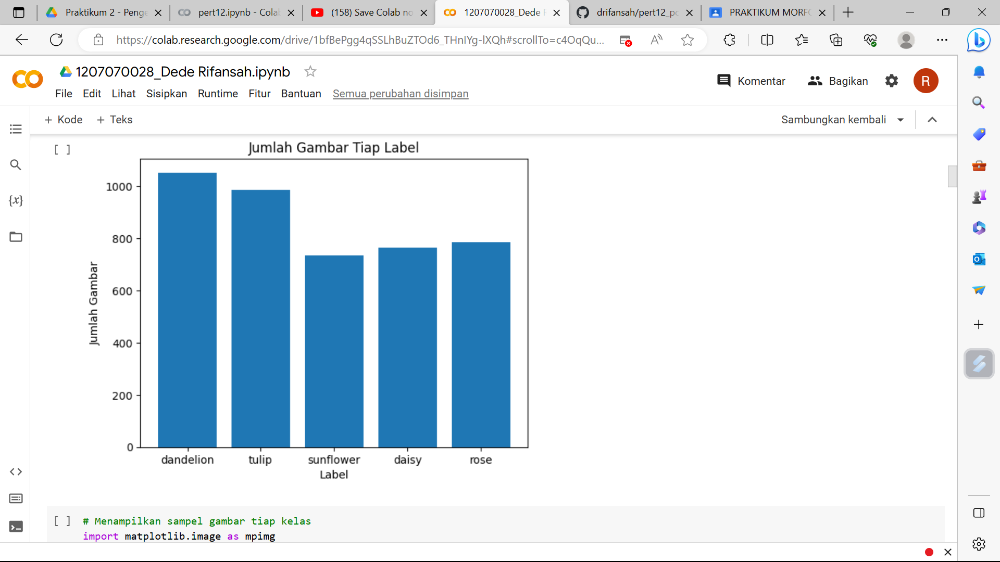 Praktikum 2 - Penge
pert12.ipynb - Colab
(158) Save Colab no
1207070028_Dede R
drifansah/pert12_pc
PRAKTIKUM MORFO
https://colab.research.google.com/drive/1bfBePgg4qSSLhBuZTOd6_THnIYg-lXQh#scrollTo=c4OqQu...
1207070028_Dede Rifansah.ipynb
Komentar
Bagikan
R
File Edit Lihat Sisipkan Runtime Fitur Bantuan Semua perubahan disimpan
+ Kode + Teks
Sambungkan kembali
{x}
[ ]
Jumlah Gambar Tiap Label
1000
800
600
400
200
0
Jumlah Gambar
dandelion tulip sunflower daisy rose
Label
[ ] # Menampilkan sampel gambar tiap kelas
import matplotlib.image as mpimg